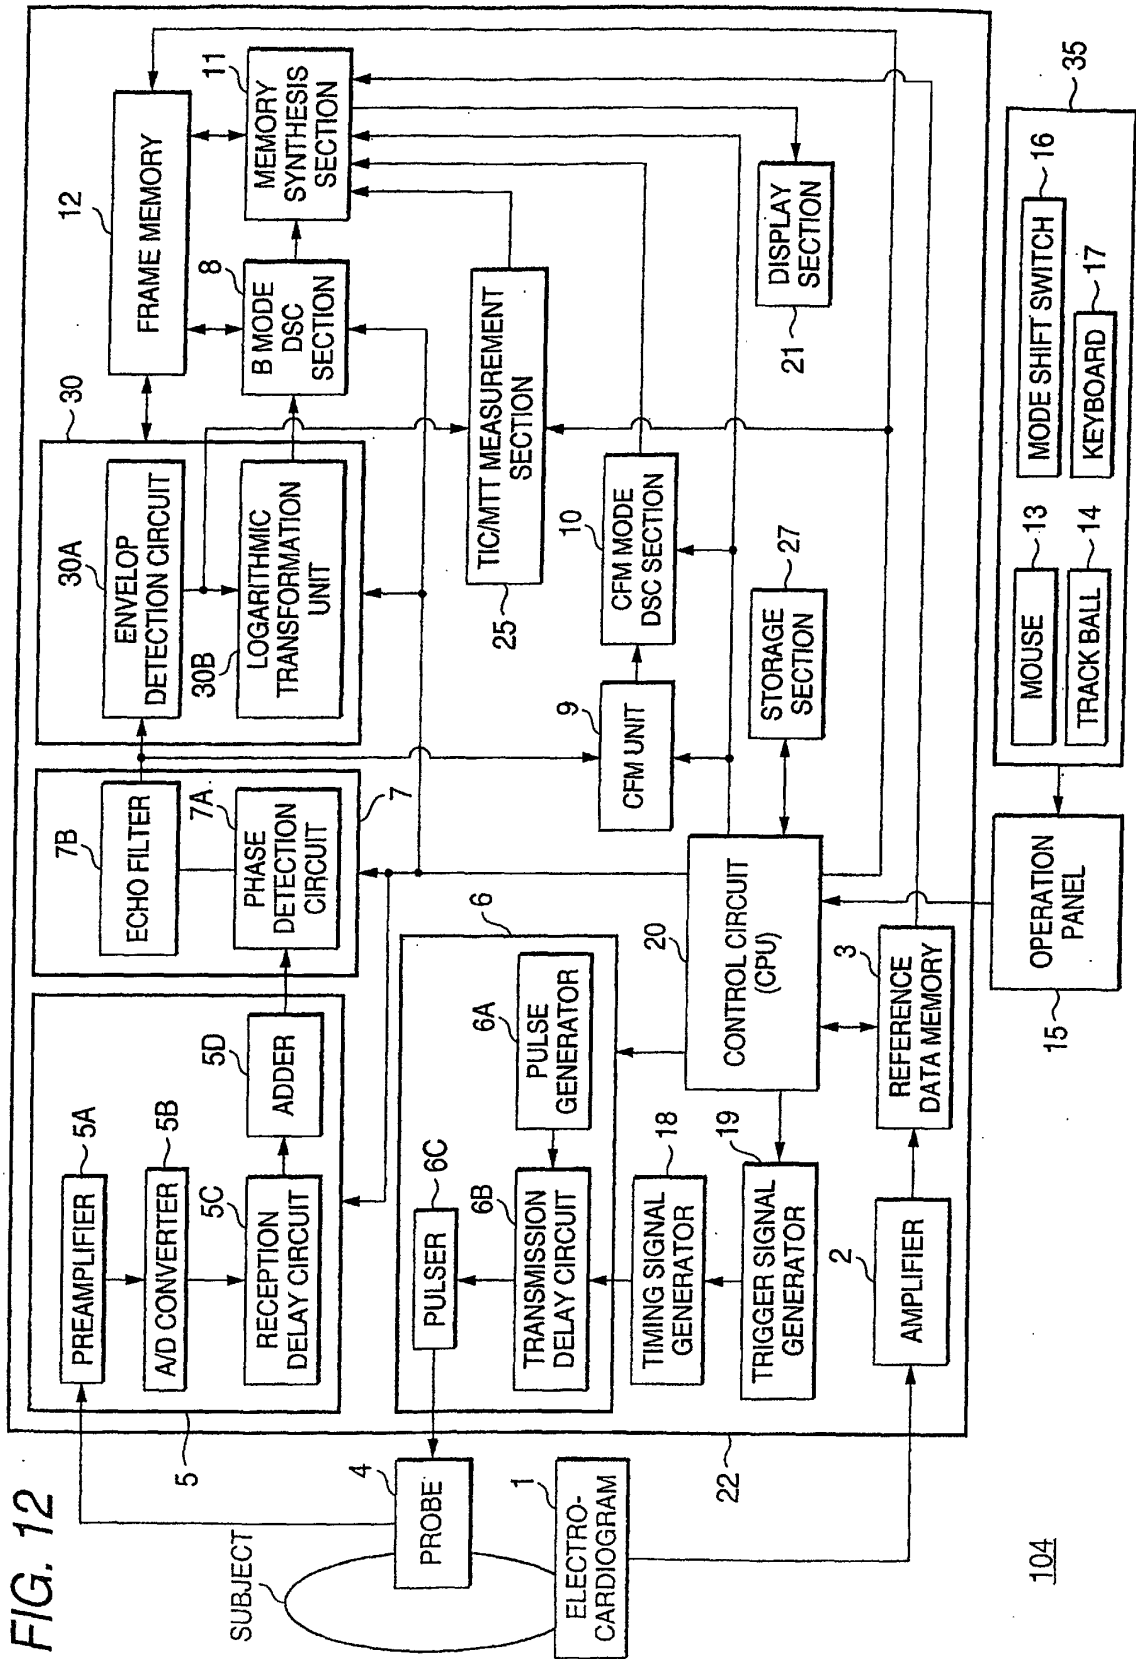 FIG. 12
SUBJECT
PROBE
4
ELECTRO-
CARDIOGRAM
1
104
5
PREAMPLIFIER
5A
A/D CONVERTER
5B
RECEPTION
DELAY CIRCUIT
5C
ADDER
5D
ECHO FILTER
7B
PHASE
DETECTION
CIRCUIT
7A
7
30
30A
ENVELOP
DETECTION CIRCUIT
30B
LOGARITHMIC
TRANSFORMATION
UNIT
12
FRAME MEMORY
8
B MODE
DSC
SECTION
11
MEMORY
SYNTHESIS
SECTION
6
PULSER
6C
TRANSMISSION
DELAY CIRCUIT
6B
PULSE
GENERATOR
6A
TIMING SIGNAL
GENERATOR
18
TRIGGER SIGNAL
GENERATOR
19
20
CONTROL CIRCUIT
(CPU)
9
CFM UNIT
10
CFM MODE
DSC SECTION
TIC/MTT MEASUREMENT
SECTION
25
STORAGE
SECTION
27
DISPLAY
SECTION
21
2
AMPLIFIER
3
REFERENCE
DATA MEMORY
22
OPERATION
PANEL
15
35
MOUSE
13
TRACK BALL
14
MODE SHIFT SWITCH
16
KEYBOARD
17